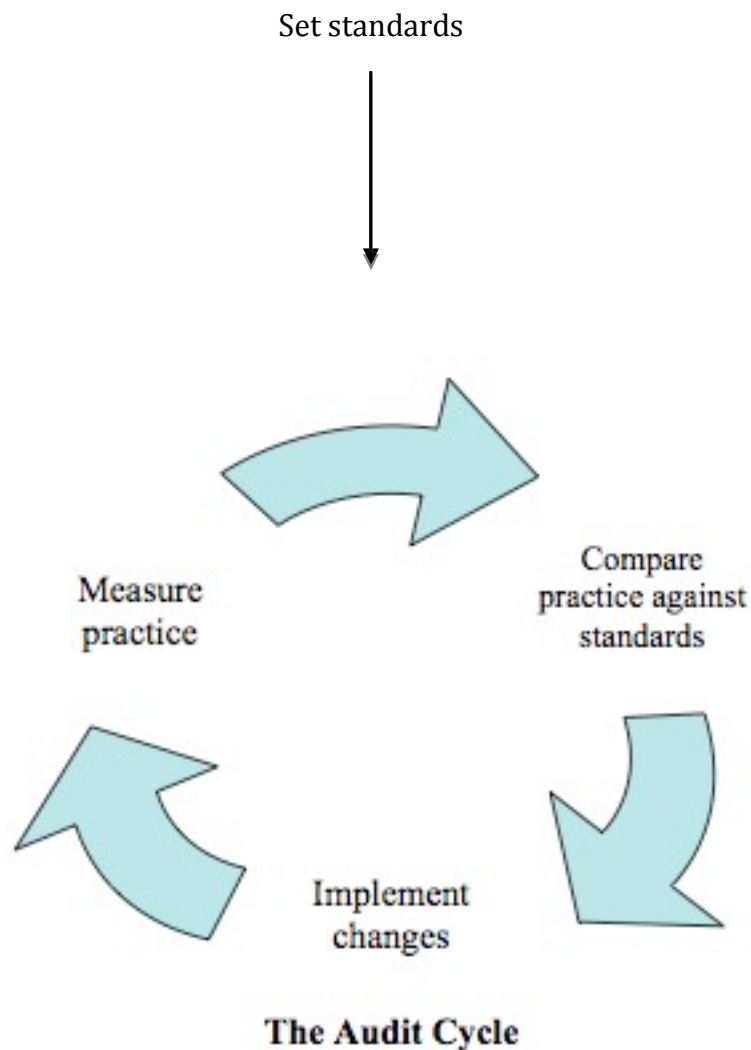 Set standards
Measure
practice
Compare
practice against
standards
Implement
changes
The Audit Cycle